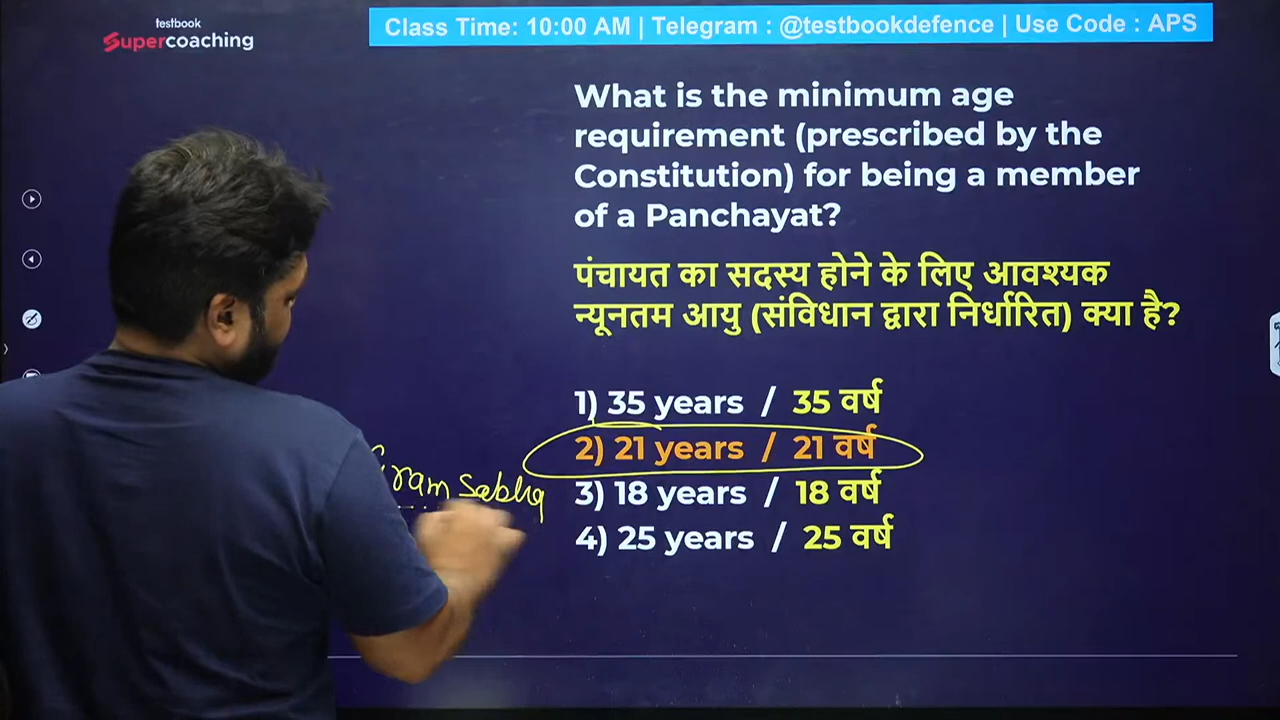 testbook
Supercoaching
Class Time: 10:00 AM | Telegram : @testbookdefence | Use Code : APS
What is the minimum age
requirement (prescribed by the
Constitution) for being a member
of a Panchayat?
पंचायत का सदस्य होने के लिए आवश्यक
न्यूनतम आयु (संविधान द्वारा निर्धारित) क्या है?
1) 35 years / 35 वर्ष
2) 21 years / 21 वर्ष
Gram Sabha
3) 18 years / 18 वर्ष
4) 25 years / 25 वर्ष